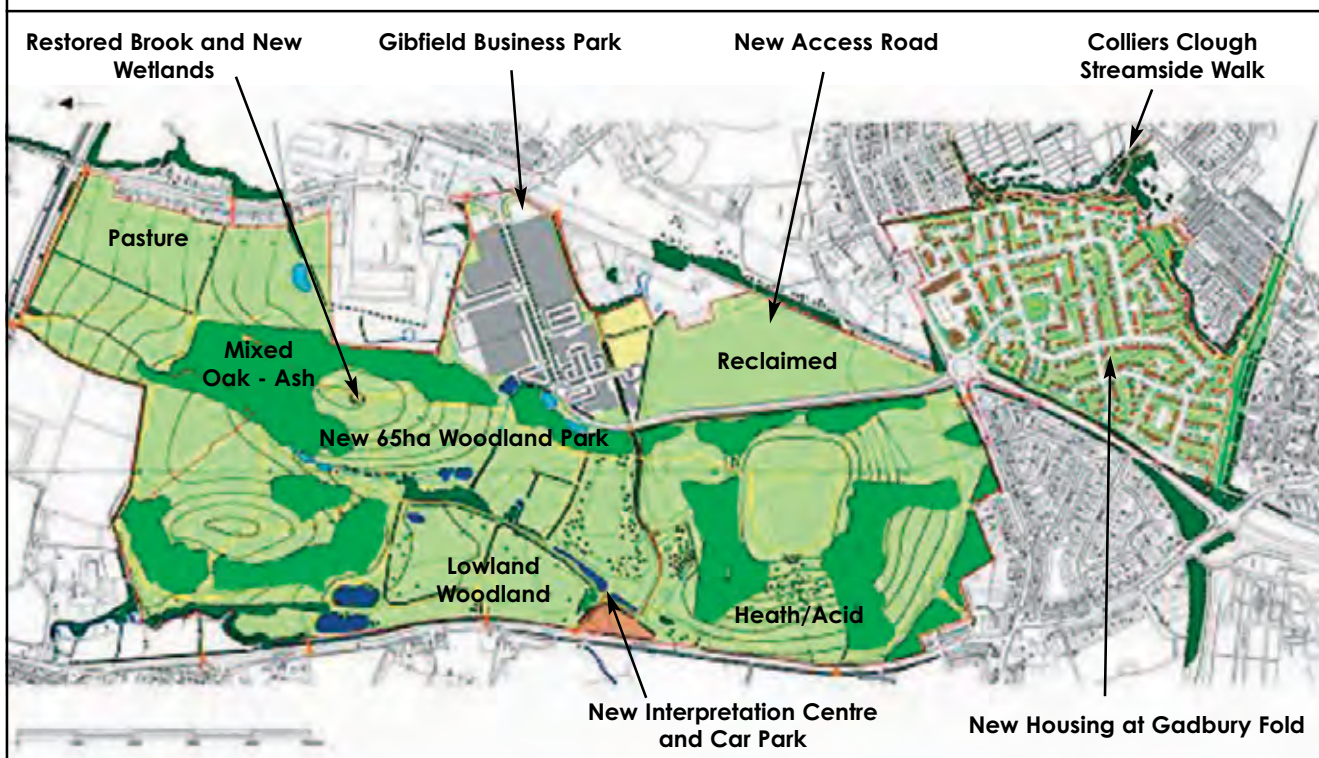 Restored Brook and New
Wetlands
Gibfield Business Park
New Access Road
Colliers Clough
Streamside Walk
Pasture
Mixed
Oak - Ash
Reclaimed
New 65ha Woodland Park
Lowland
Woodland
Heath/Acid
New Interpretation Centre
and Car Park
New Housing at Gadbury Fold